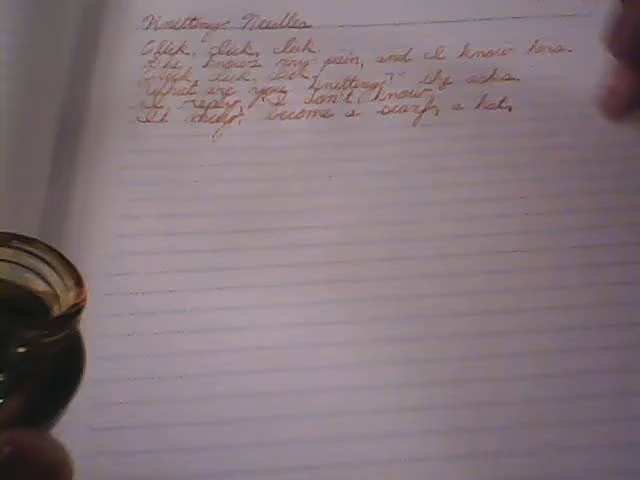 Knitting Needles
Click, click, click
She knows my pain, and I know hers.
Click click, click,
"What are you knitting?" she asks.
I reply, "I don't know,
It might become a scarf, a hat,